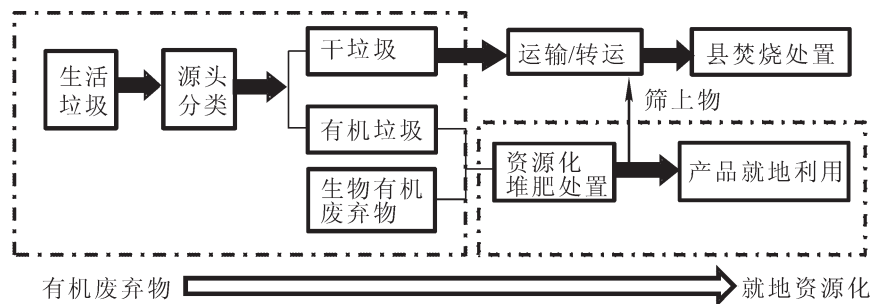 生活
垃圾
源头
分类
干垃圾
有机垃圾
生物有机
废弃物
运输/转运
县焚烧处置
筛上物
资源化
堆肥处置
产品就地利用
有机废弃物
就地资源化